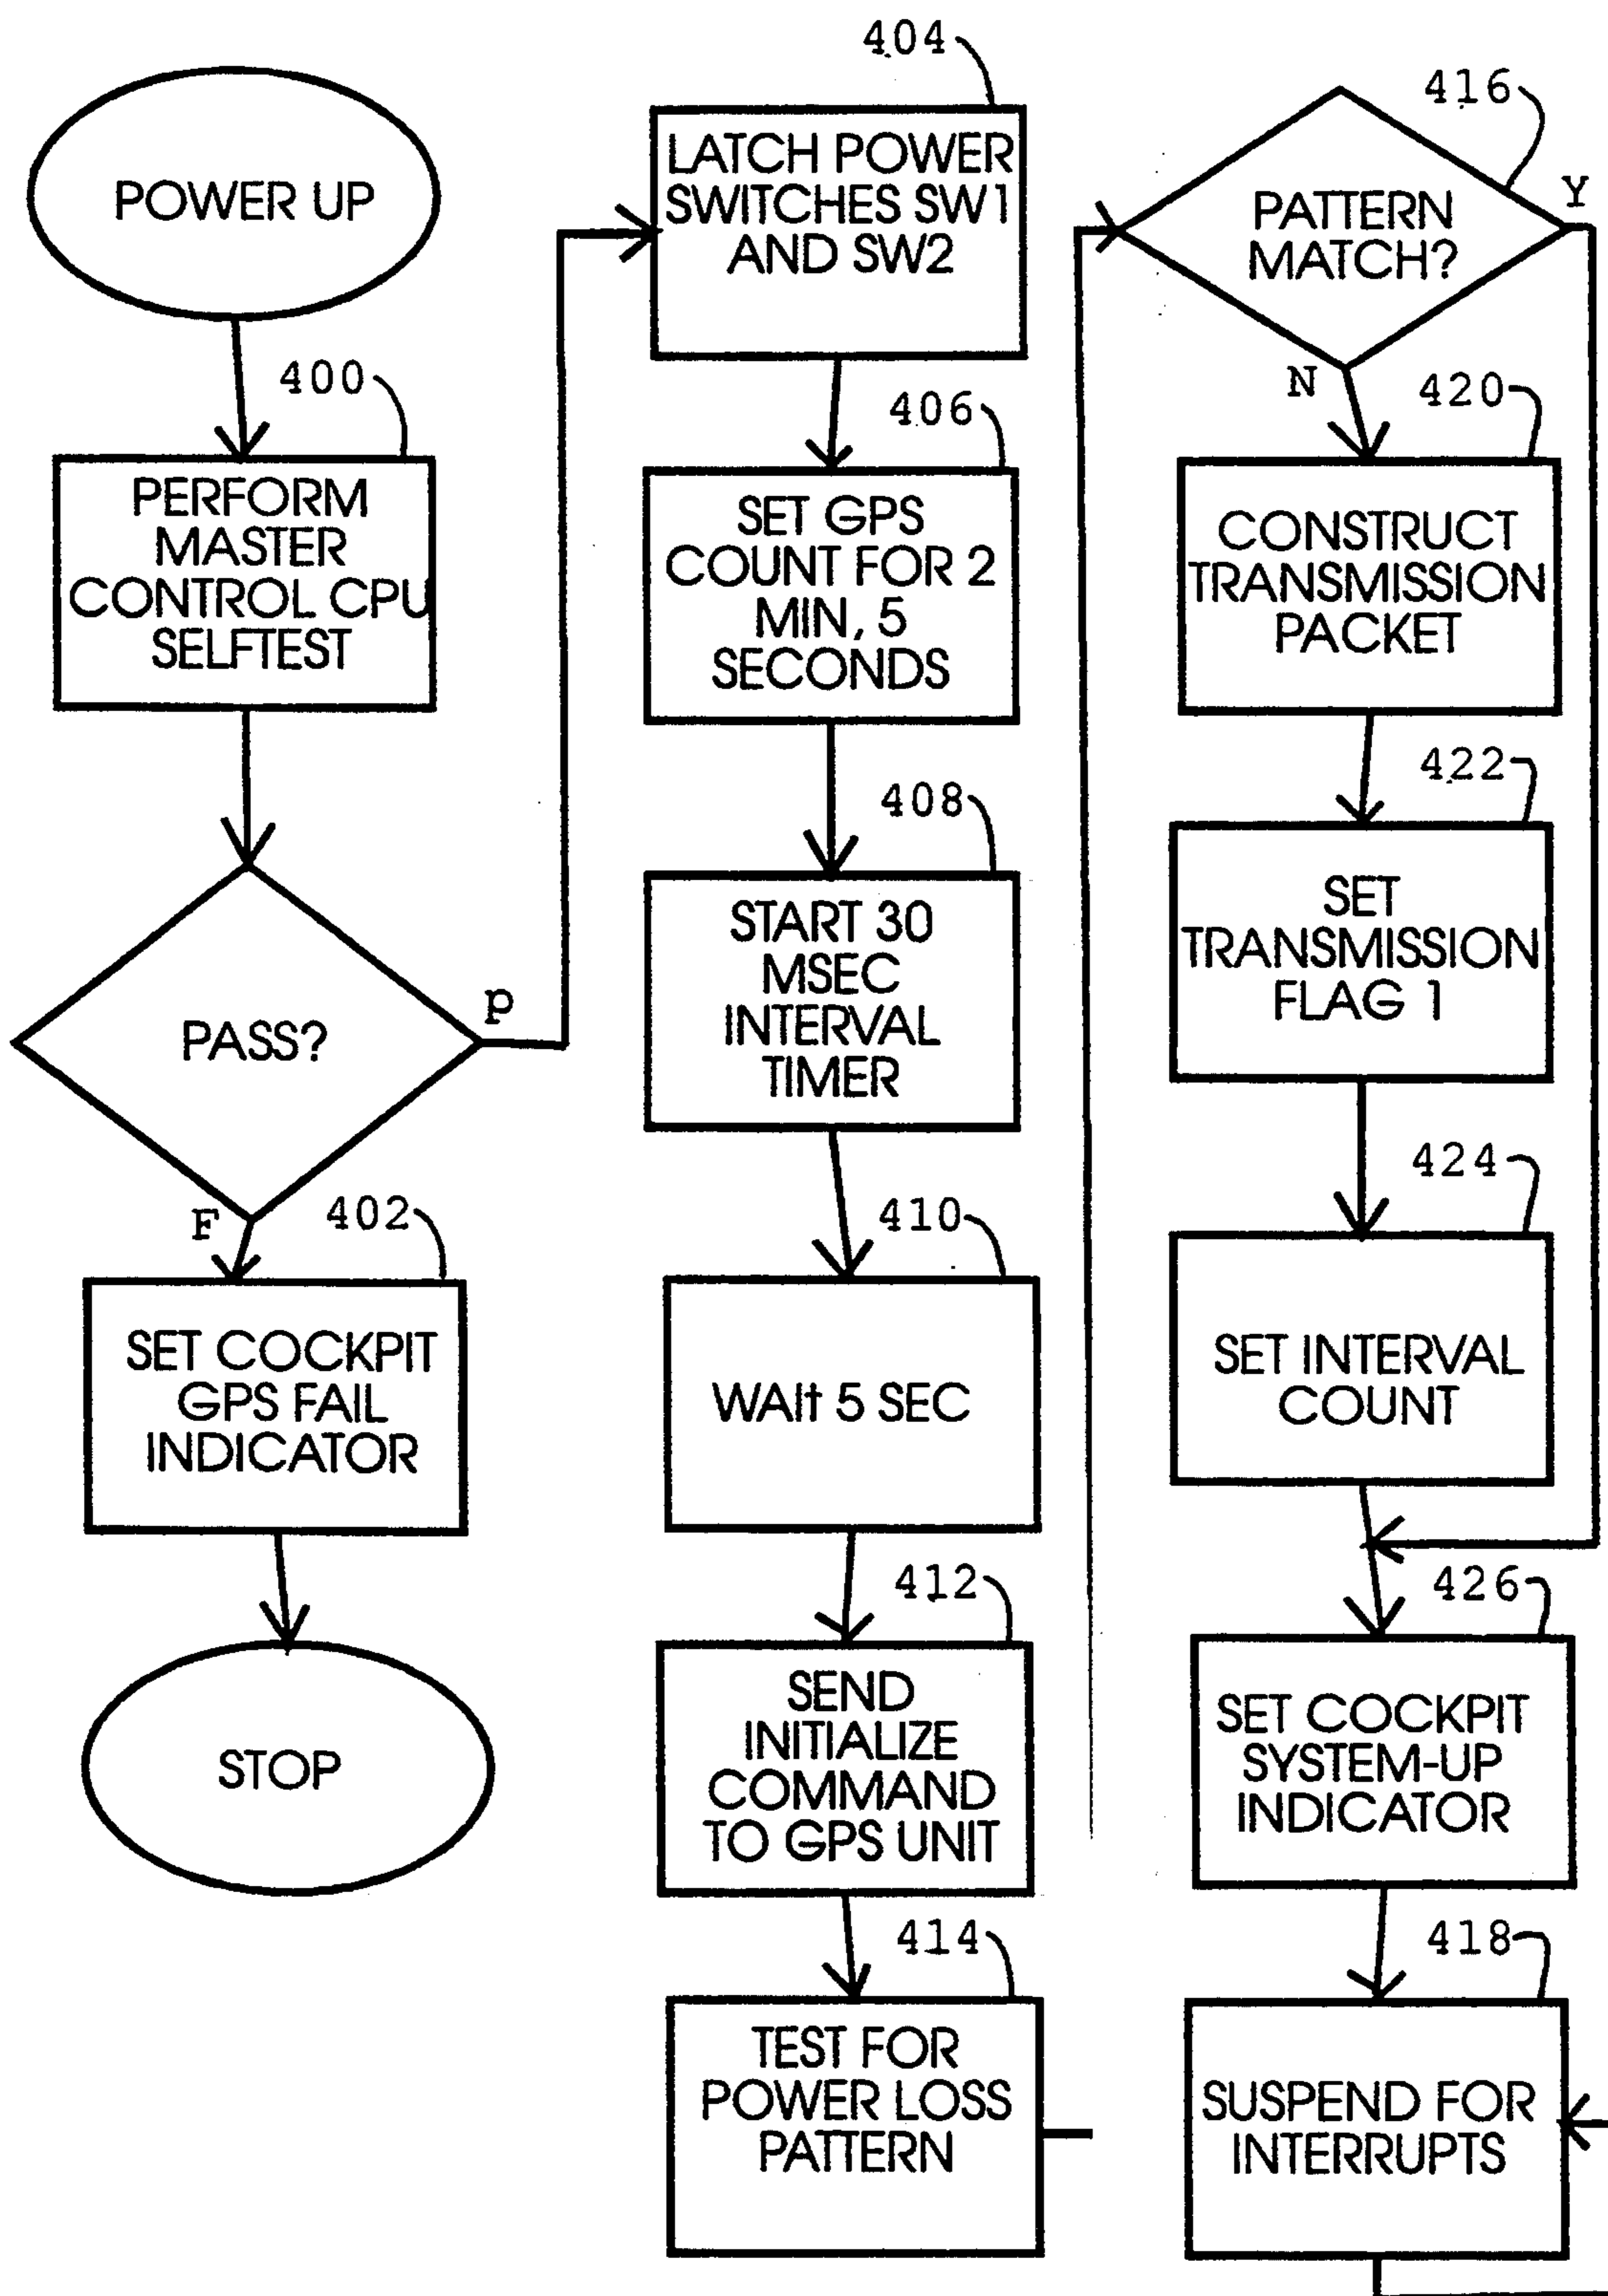 POWER UP
400
PERFORM
MASTER
CONTROL CPU
SELFTEST
PASS?
p
F
402
SET COCKPIT
GPS FAIL
INDICATOR
STOP
404
LATCH POWER
SWITCHES SW1
AND SW2
406
SET GPS
COUNT FOR 2
MIN, 5
SECONDS
408
START 30
MSEC
INTERVAL
TIMER
410
WAIt 5 SEC
412
SEND
INITIALIZE
COMMAND
TO GPS UNIT
414
TEST FOR
POWER LOSS
PATTERN
416
PATTERN
MATCH?
Y
N
420
CONSTRUCT
TRANSMISSION
PACKET
422
SET
TRANSMISSION
FLAG 1
424
SET INTERVAL
COUNT
426
SET COCKPIT
SYSTEM-UP
INDICATOR
418
SUSPEND FOR
INTERRUPTS